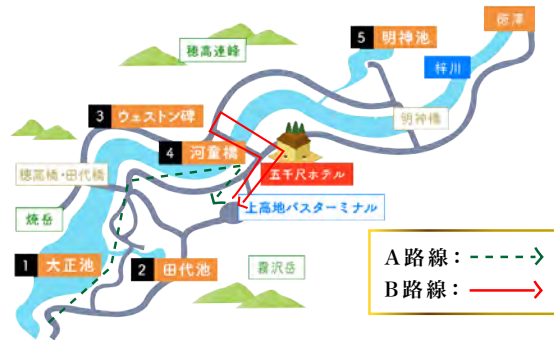 徳澤
5 明神池
穂高連峰
梓川
3 ウェストン碑
明神橋
4 河童橋
五千尺ホテル
穂高橋・田代橋
上高地バスターミナル
焼岳
1 大正池
2 田代池
霞沢岳
A路線：
B路線：